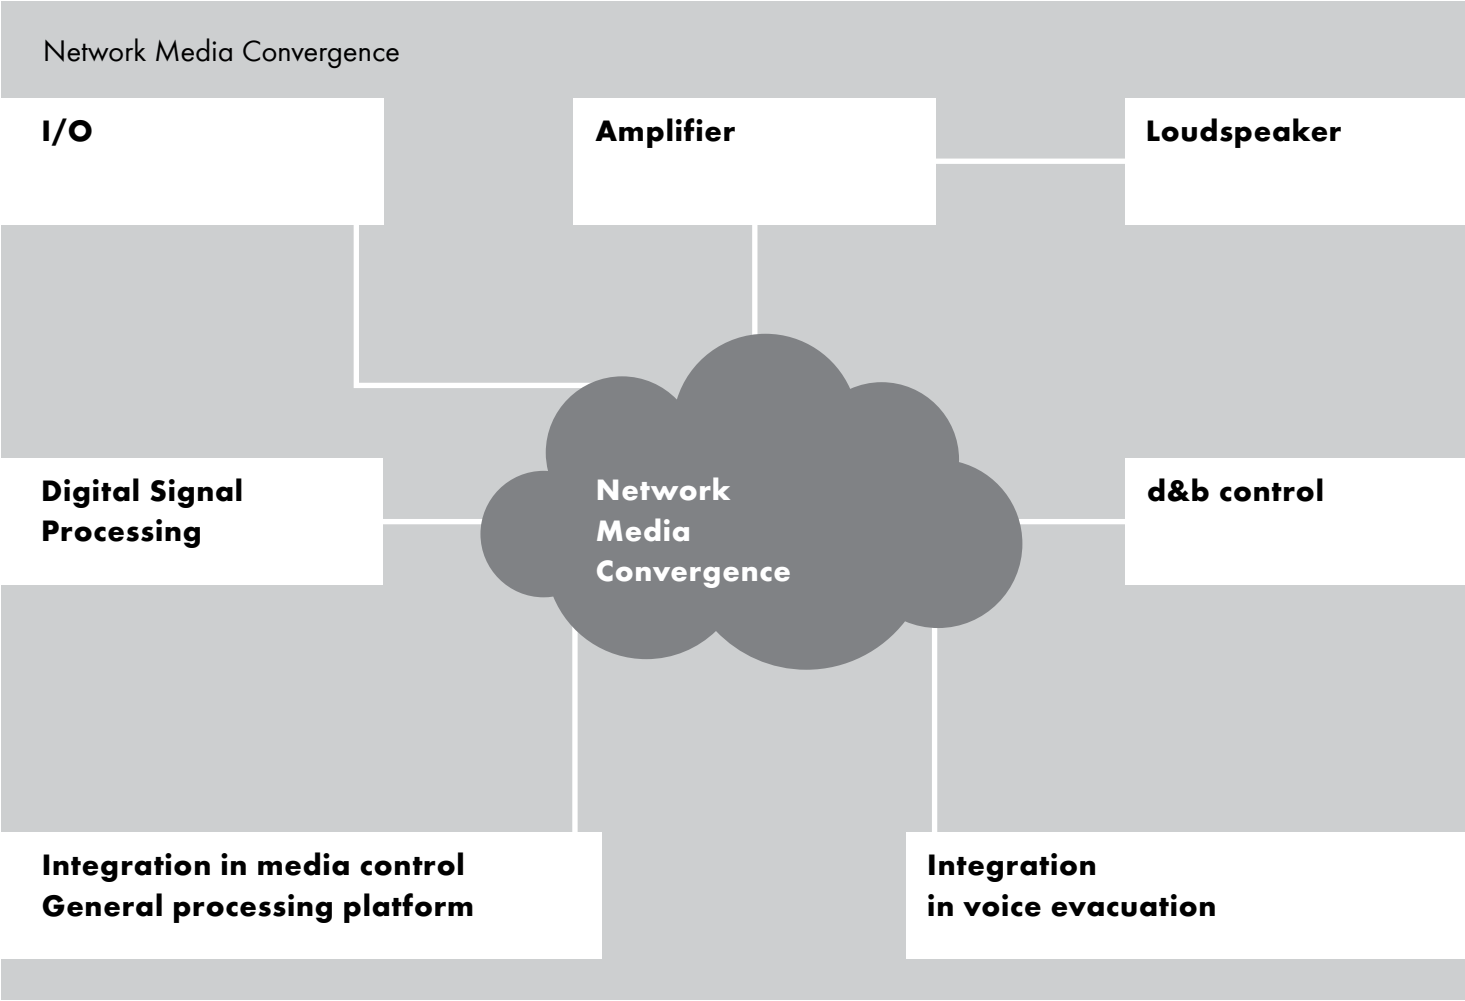 Network Media Convergence
I/O
Amplifier
Loudspeaker
Digital Signal
Processing
Network
Media
Convergence
d&b control
Integration in media control
General processing platform
Integration
in voice evacuation